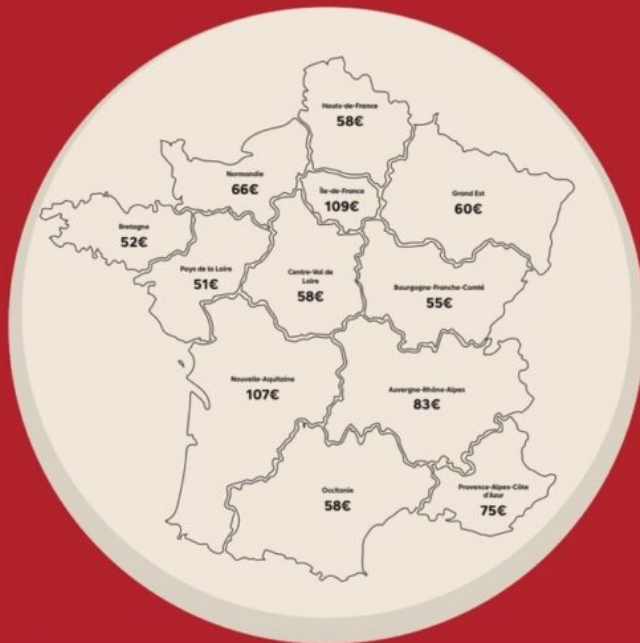 Hauts-de-France
58€
Normandie
66€
Île-de-France
109€
Grand Est
60€
Bretagne
52€
Pays de la Loire
51€
Centre-Val de
Loire
58€
Bourgogne-Franche-Comté
55€
Nouvelle-Aquitaine
107€
Auvergne-Rhône-Alpes
83€
Occitanie
58€
Provence-Alpes-Côte
d'Azur
75€